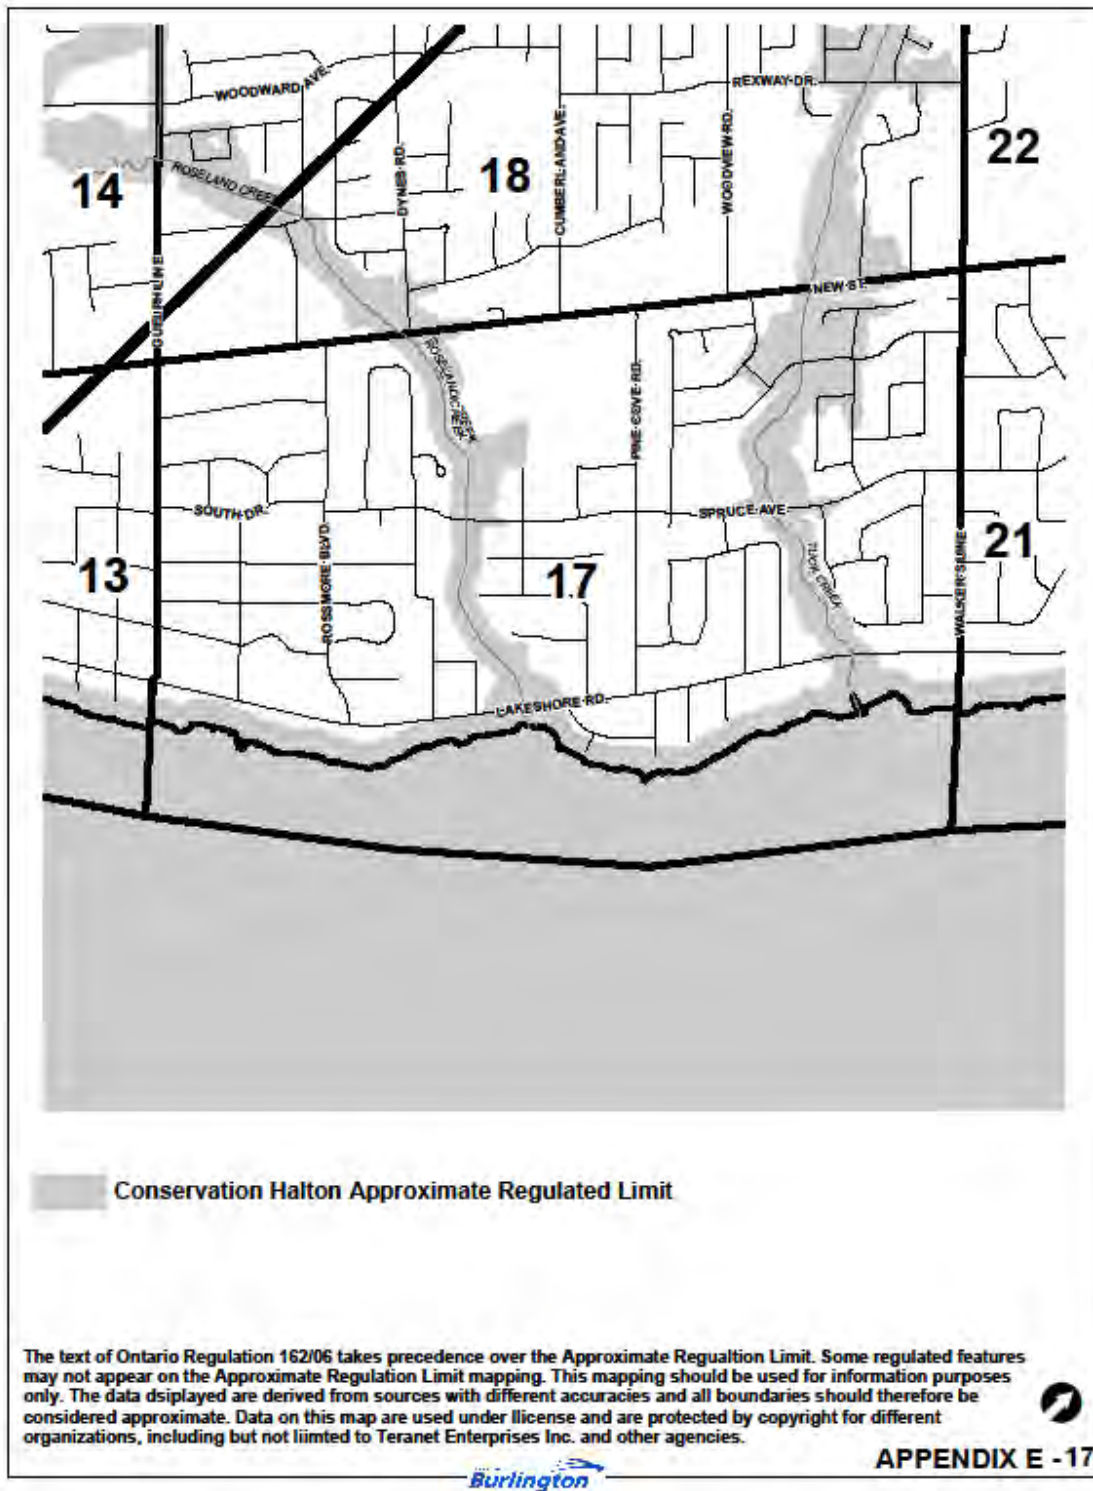 WOODWARD AVE.
REXWAY DR.
22
ROSELAND CREEK
14
18
DYNES RD.
CUMBERLAND AVE.
WOODVIEW RD.
GUELPH LINE
NEW ST.
ROSELAND CREEK
PINE COVE RD.
SOUTH DR.
SPRUCE AVE
13
ROSSMORE BLVD.
17
TUCK CREEK
21
WALKER'S LINE
LAKESHORE RD.
Conservation Halton Approximate Regulated Limit
The text of Ontario Regulation 162/06 takes precedence over the Approximate Regualtion Limit. Some regulated features
may not appear on the Approximate Regulation Limit mapping. This mapping should be used for information purposes
only. The data dsiplayed are derived from sources with different accuracies and all boundaries should therefore be
considered approximate. Data on this map are used under llicense and are protected by copyright for different
organizations, including but not liimted to Teranet Enterprises Inc. and other agencies.
APPENDIX E - 17
Burlington